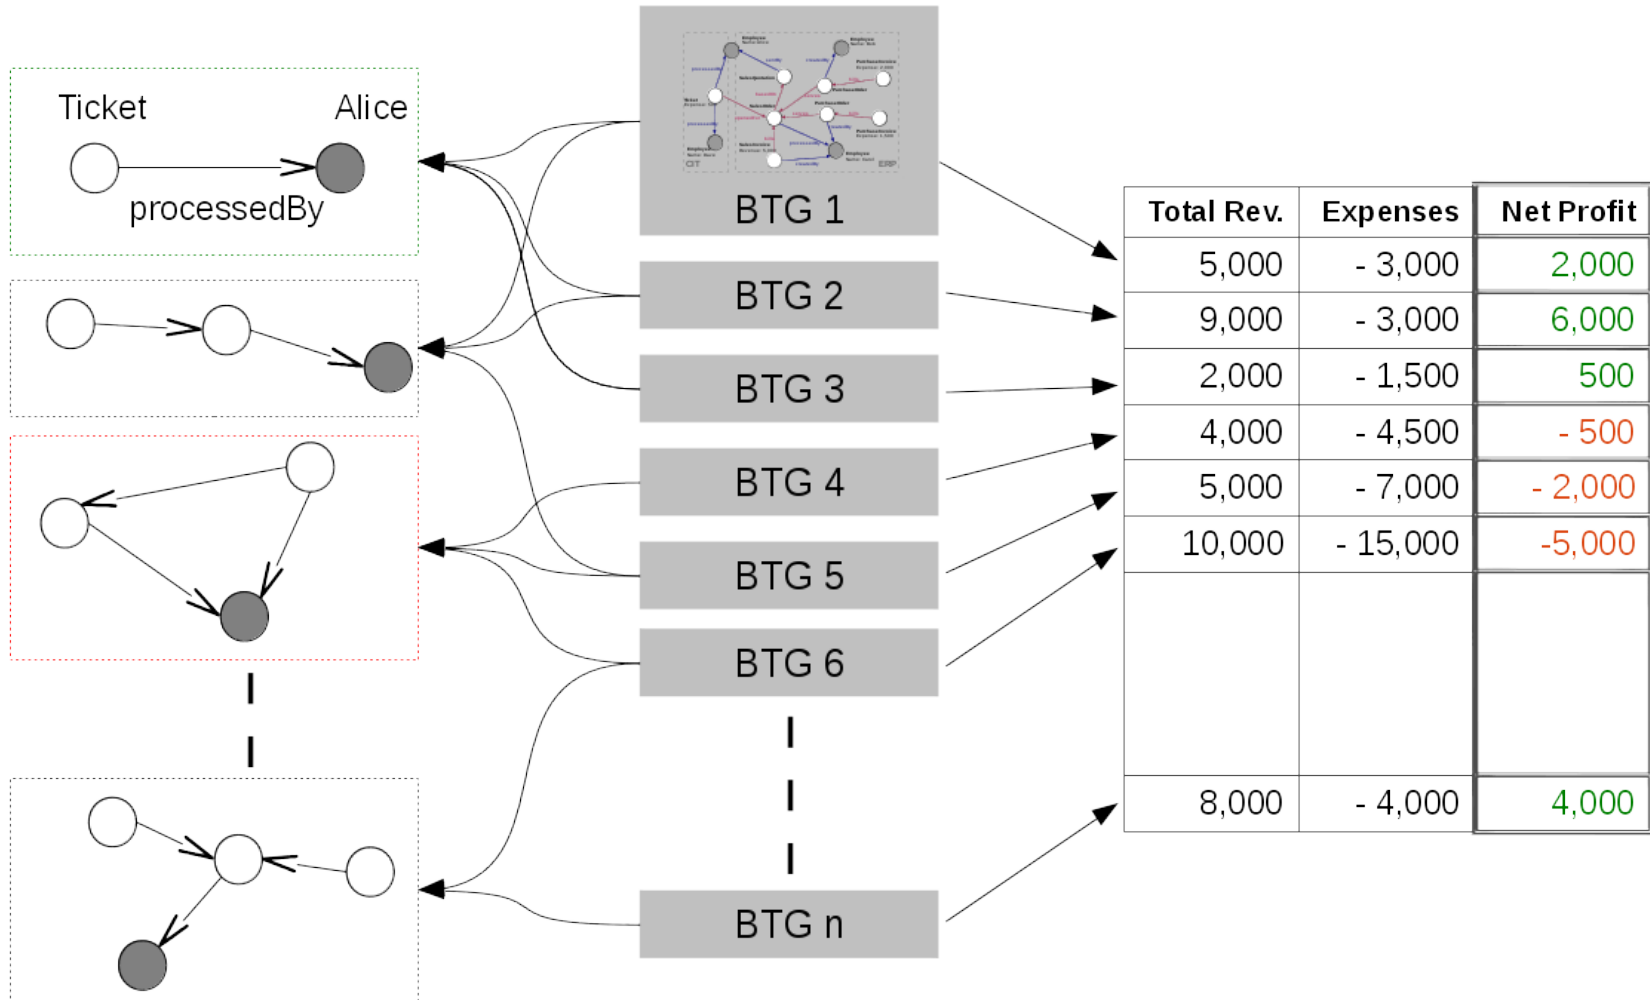 Ticket
Alice
processedBy
CIT
ERP
BTG 1
BTG 2
BTG 3
BTG 4
BTG 5
BTG 6
BTG n
Total Rev. Expenses Net Profit
5,000 - 3,000 2,000
9,000 - 3,000 6,000
2,000 - 1,500 500
4,000 - 4,500 - 500
5,000 - 7,000 - 2,000
10,000 - 15,000 -5,000
8,000 - 4,000 4,000